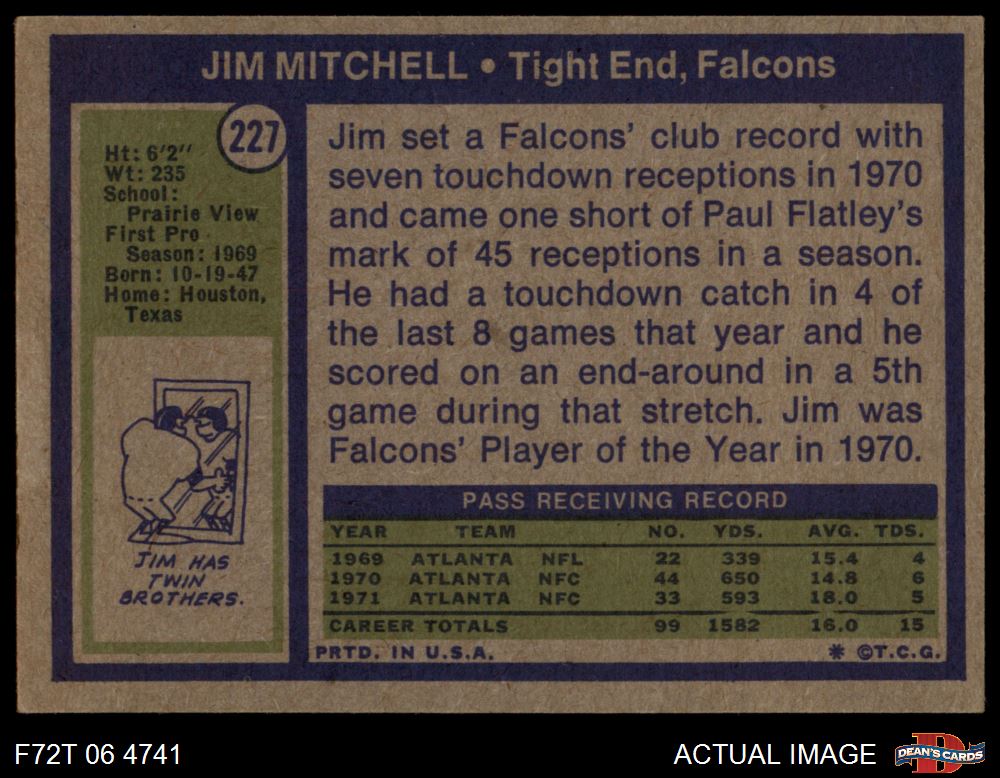 JIM MITCHELL • Tight End, Falcons
227
Ht: 6'2''
Wt: 235
School:
Prairie View
First Pro
Season: 1969
Born: 10-19-47
Home: Houston,
Texas
JIM HAS
TWIN
BROTHERS.
Jim set a Falcons' club record with
seven touchdown receptions in 1970
and came one short of Paul Flatley's
mark of 45 receptions in a season.
He had a touchdown catch in 4 of
the last 8 games that year and he
scored on an end-around in a 5th
game during that stretch. Jim was
Falcons' Player of the Year in 1970.
PASS RECEIVING RECORD
YEAR TEAM NO. YDS. AVG. TDS.
1969 ATLANTA NFL 22 339 15.4 4
1970 ATLANTA NFC 44 650 14.8 6
1971 ATLANTA NFC 33 593 18.0 5
CAREER TOTALS 99 1582 16.0 15
PRTD. IN U.S.A. * ©T.C.G.
F72T 06 4741 ACTUAL IMAGE DEAN'S CARDS